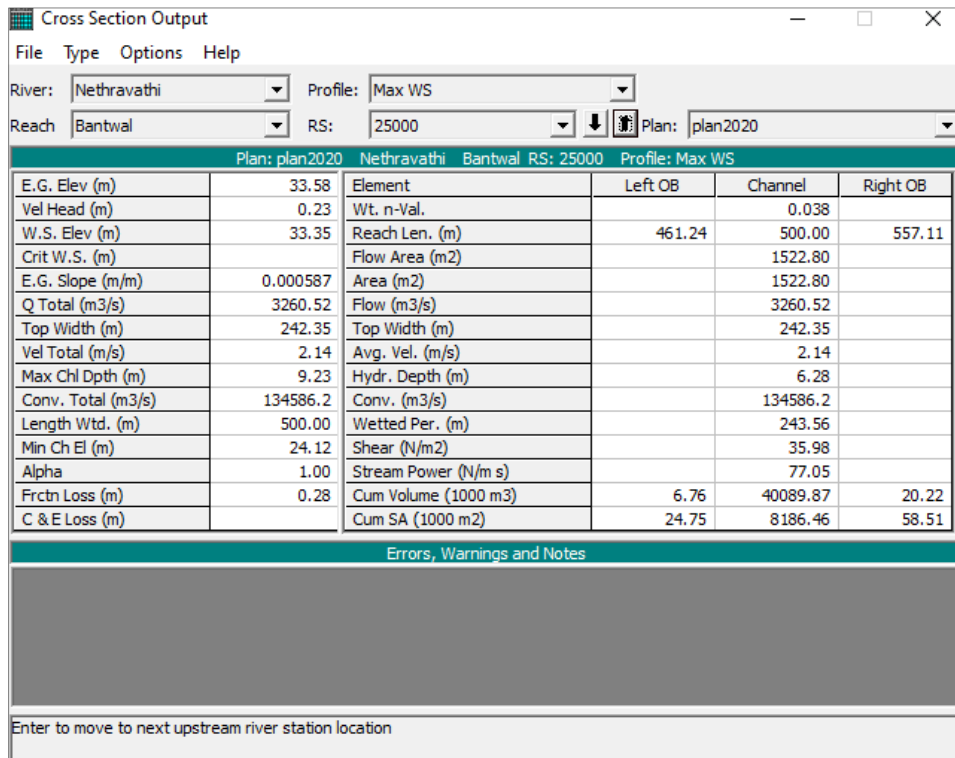 Cross Section Output
File Type Options Help
River: Nethravathi Profile: Max WS
Reach Bantwal RS: 25000 Plan: plan2020
Plan: plan2020 Nethravathi Bantwal RS: 25000 Profile: Max WS
E.G. Elev (m) 33.58 Element Left OB Channel Right OB
Vel Head (m) 0.23 Wt. n-Val. 0.038
W.S. Elev (m) 33.35 Reach Len. (m) 461.24 500.00 557.11
Crit W.S. (m) Flow Area (m2) 1522.80
E.G. Slope (m/m) 0.000587 Area (m2) 1522.80
Q Total (m3/s) 3260.52 Flow (m3/s) 3260.52
Top Width (m) 242.35 Top Width (m) 242.35
Vel Total (m/s) 2.14 Avg. Vel. (m/s) 2.14
Max Chl Dpth (m) 9.23 Hydr. Depth (m) 6.28
Conv. Total (m3/s) 134586.2 Conv. (m3/s) 134586.2
Length Wtd. (m) 500.00 Wetted Per. (m) 243.56
Min Ch El (m) 24.12 Shear (N/m2) 35.98
Alpha 1.00 Stream Power (N/m s) 77.05
Frctn Loss (m) 0.28 Cum Volume (1000 m3) 6.76 40089.87 20.22
C & E Loss (m) Cum SA (1000 m2) 24.75 8186.46 58.51
Errors, Warnings and Notes
Enter to move to next upstream river station location